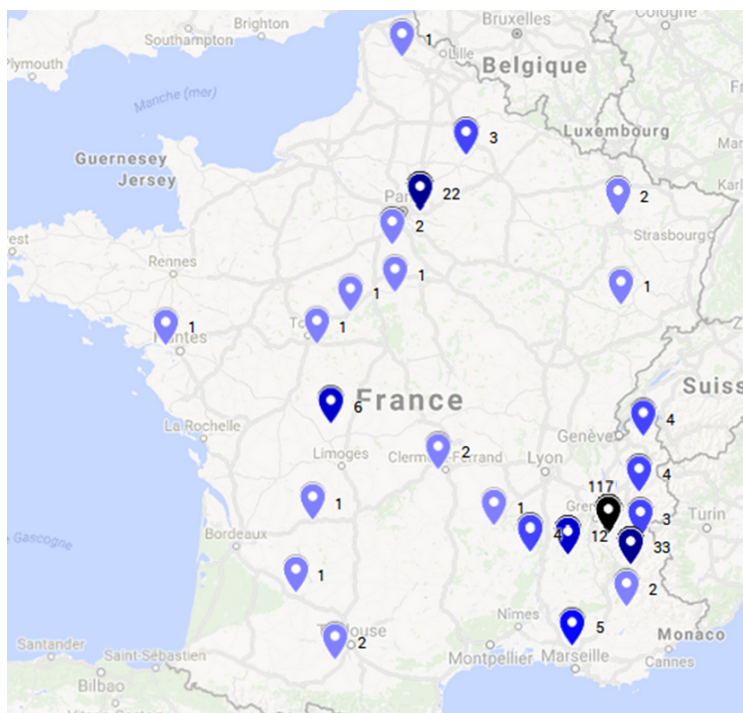 Brighton
Southampton
Plymouth
Bruxelles
Cologne
1
Lille
Belgique
Manche (mer)
3
Luxembourg
Guernesey
Jersey
22
2
2
Strasbourg
Rennes
1
1
1
1
1
Nantes
Suiss
6
France
La Rochelle
4
Genève
Limoges
2
Clermont-Ferrand
Lyon
4
117
1
1
3
Turin
Bordeaux
4
12
33
Gascogne
1
2
Nîmes
5
Toulouse
2
Monaco
Montpellier
Cannes
Marseille
Santander
Saint-Sébastien
Bilbao